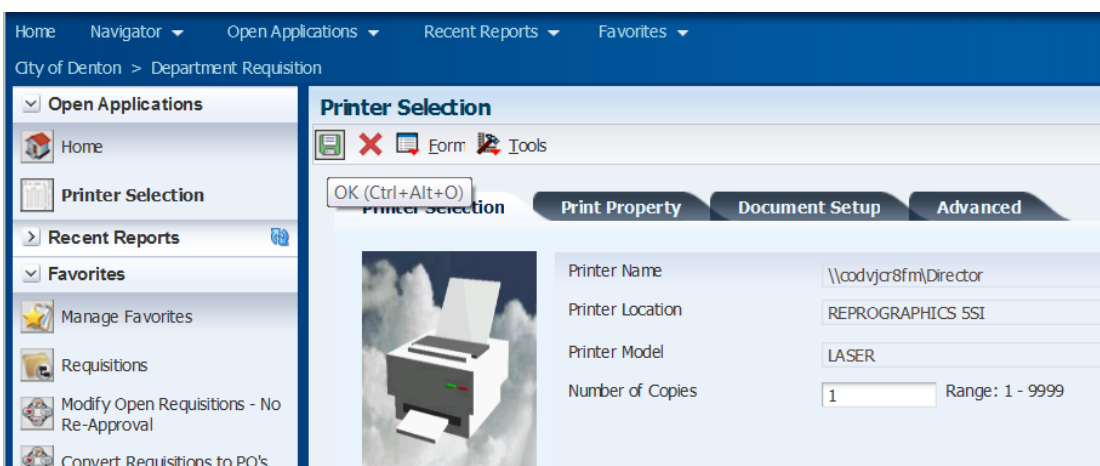 Home Navigator Open Applications Recent Reports Favorites
City of Denton > Department Requisition
Open Applications
Home
Printer Selection
Recent Reports
Favorites
Manage Favorites
Requisitions
Modify Open Requisitions - No
Re-Approval
Convert Requisitions to PO's
Printer Selection
Form Tools
OK (Ctrl+Alt+O)
Printer Selection Print Property Document Setup Advanced
Printer Name \\codvjcr8fm\Director
Printer Location REPROGRAPHICS 5SI
Printer Model LASER
Number of Copies 1 Range: 1 - 9999